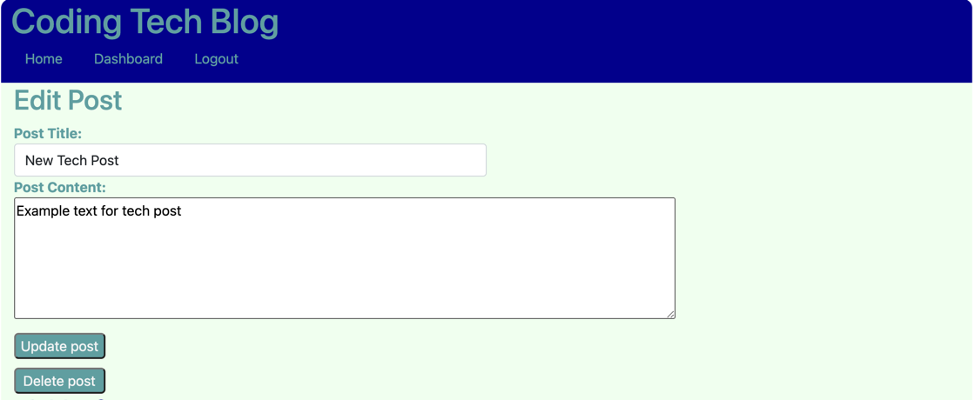 Coding Tech Blog
Home Dashboard Logout
Edit Post
Post Title:
New Tech Post
Post Content:
Example text for tech post
Update post
Delete post